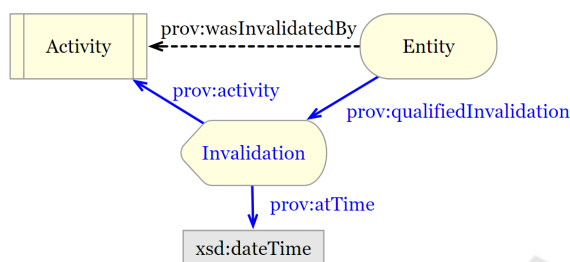 prov:wasInvalidatedBy
Activity
Entity
prov:activity
prov:qualifiedInvalidation
Invalidation
prov:atTime
xsd:dateTime